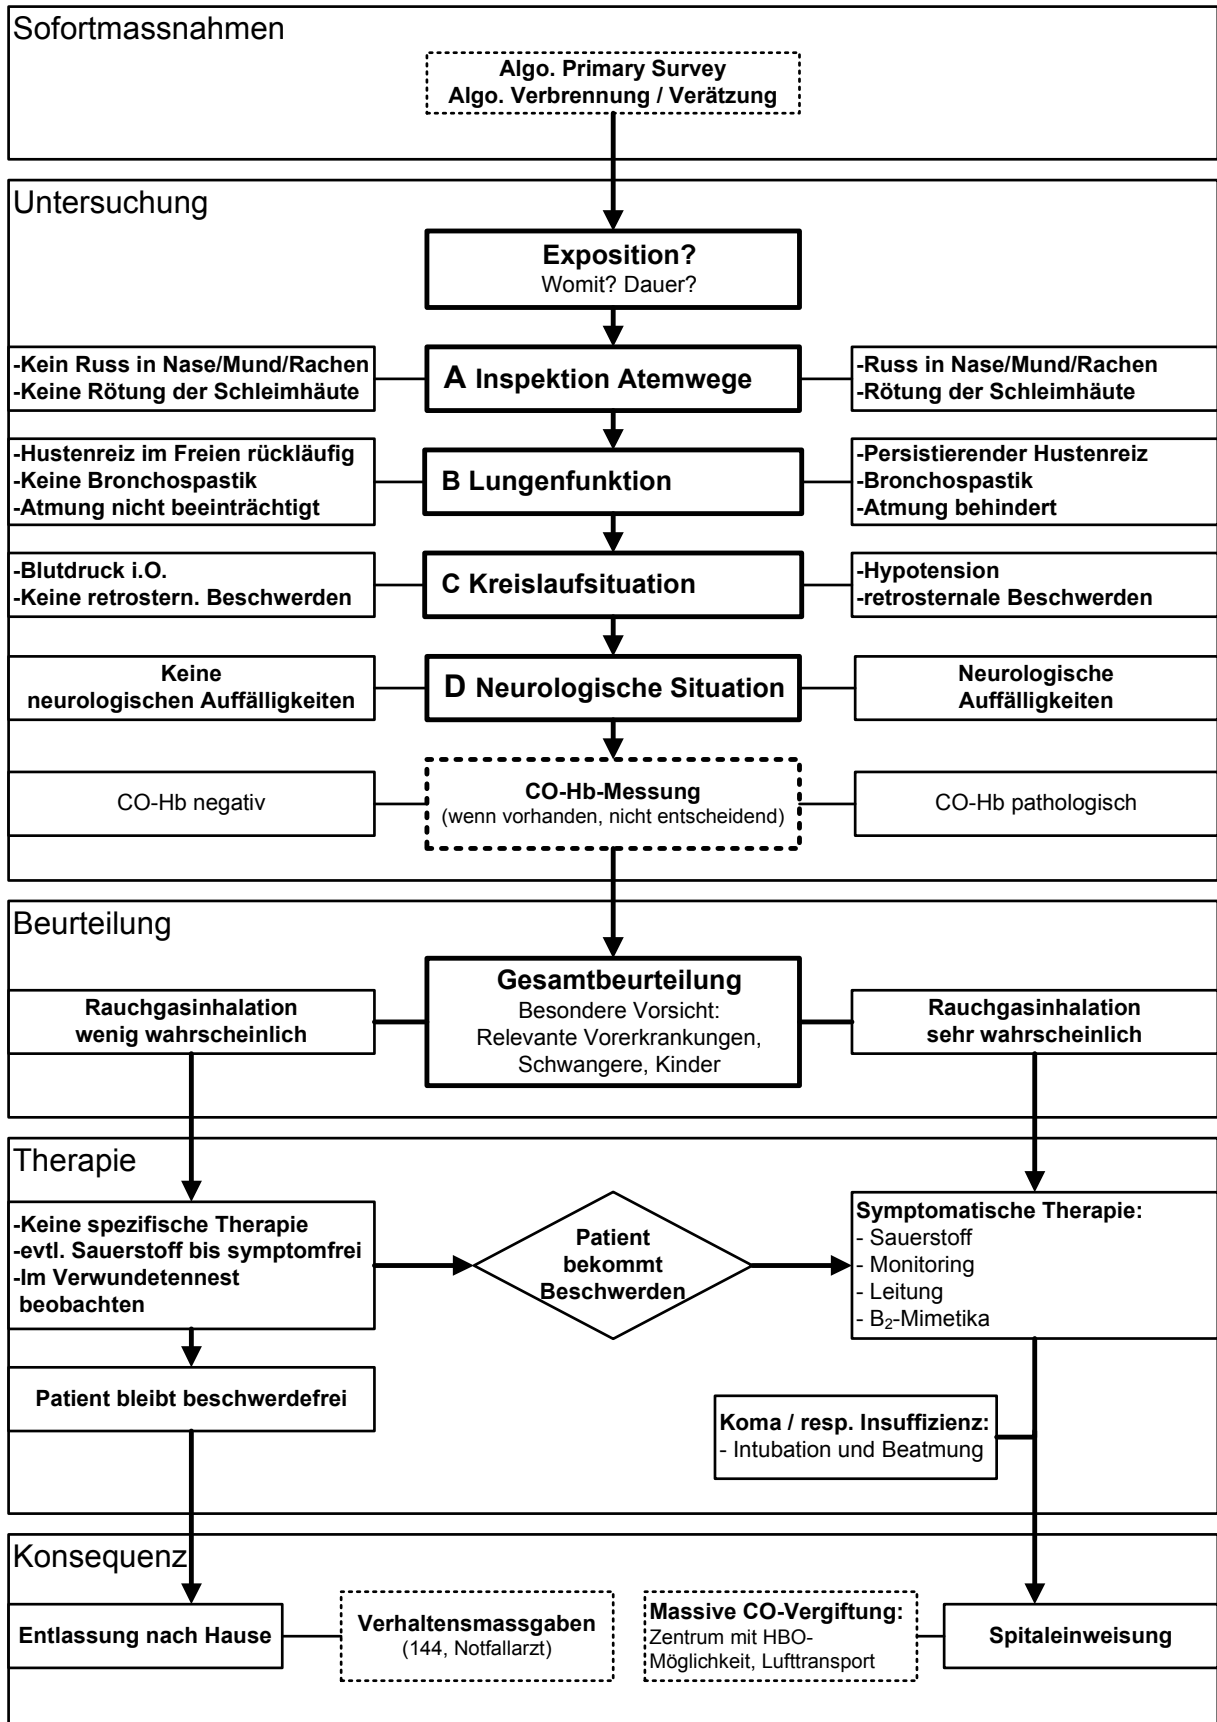 Sofortmassnahmen
Algo. Primary Survey
Algo. Verbrennung / Verätzung
Untersuchung
Exposition?
Womit? Dauer?
-Kein Russ in Nase/Mund/Rachen
-Keine Rötung der Schleimhäute
A Inspektion Atemwege
-Russ in Nase/Mund/Rachen
-Rötung der Schleimhäute
-Hustenreiz im Freien rückläufig
-Keine Bronchospastik
-Atmung nicht beeinträchtigt
B Lungenfunktion
-Persistierender Hustenreiz
-Bronchospastik
-Atmung behindert
-Blutdruck i.O.
-Keine retrostern. Beschwerden
C Kreislaufsituation
-Hypotension
-retrosternale Beschwerden
Keine
neurologischen Auffälligkeiten
D Neurologische Situation
Neurologische
Auffälligkeiten
CO-Hb negativ
CO-Hb-Messung
(wenn vorhanden, nicht entscheidend)
CO-Hb pathologisch
Beurteilung
Rauchgasinhalation
wenig wahrscheinlich
Gesamtbeurteilung
Besondere Vorsicht:
Relevante Vorerkrankungen,
Schwangere, Kinder
Rauchgasinhalation
sehr wahrscheinlich
Therapie
-Keine spezifische Therapie
-evtl. Sauerstoff bis symptomfrei
-Im Verwundetennest
beobachten
Patient
bekommt
Beschwerden
Symptomatische Therapie:
- Sauerstoff
- Monitoring
- Leitung
- B₂-Mimetika
Patient bleibt beschwerdefrei
Koma / resp. Insuffizienz:
- Intubation und Beatmung
Konsequenz
Entlassung nach Hause
Verhaltensmassgaben
(144, Notfallarzt)
Massive CO-Vergiftung:
Zentrum mit HBO-
Möglichkeit, Lufttransport
Spitaleinweisung